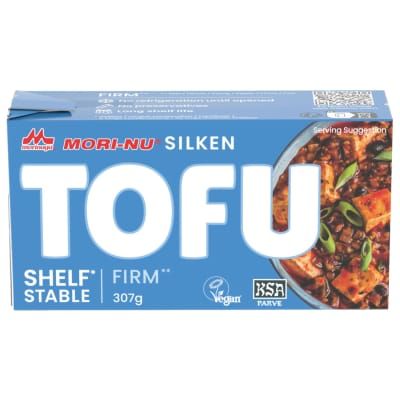 FIRM**
No refrigeration until opened
No preservatives
Long shelf life
Serving Suggestion
morinaga
MORI-NU® SILKEN
TOFU
SHELF* STABLE
FIRM**
307g
Vegan
KSA
PARVE